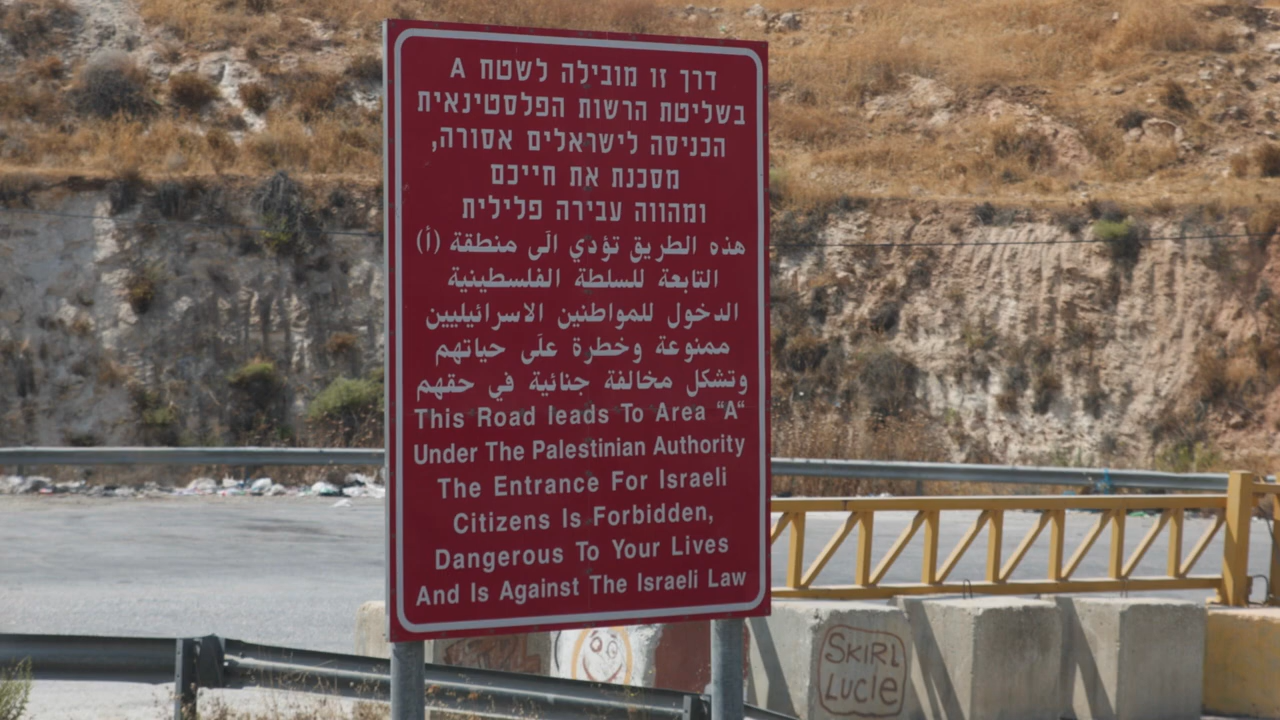 דרך זו מובילה לשטח A
בשליטת הרשות הפלסטינאית
הכניסה לישראלים אסורה,
מסכנת את חייכם
ומהווה עבירה פלילית
هذه الطريق تؤدي الَى منطقة (أ)
التابعة للسلطة الفلسطينية
الدخول للمواطنين الاسرائيليين
ممنوعة وخطرة علَى حياتهم
وتشكل مخالفة جنائية في حقهم
This Road leads To Area "A"
Under The Palestinian Authority
The Entrance For Israeli
Citizens Is Forbidden,
Dangerous To Your Lives
And Is Against The Israeli Law
SKIRL
LUCIE